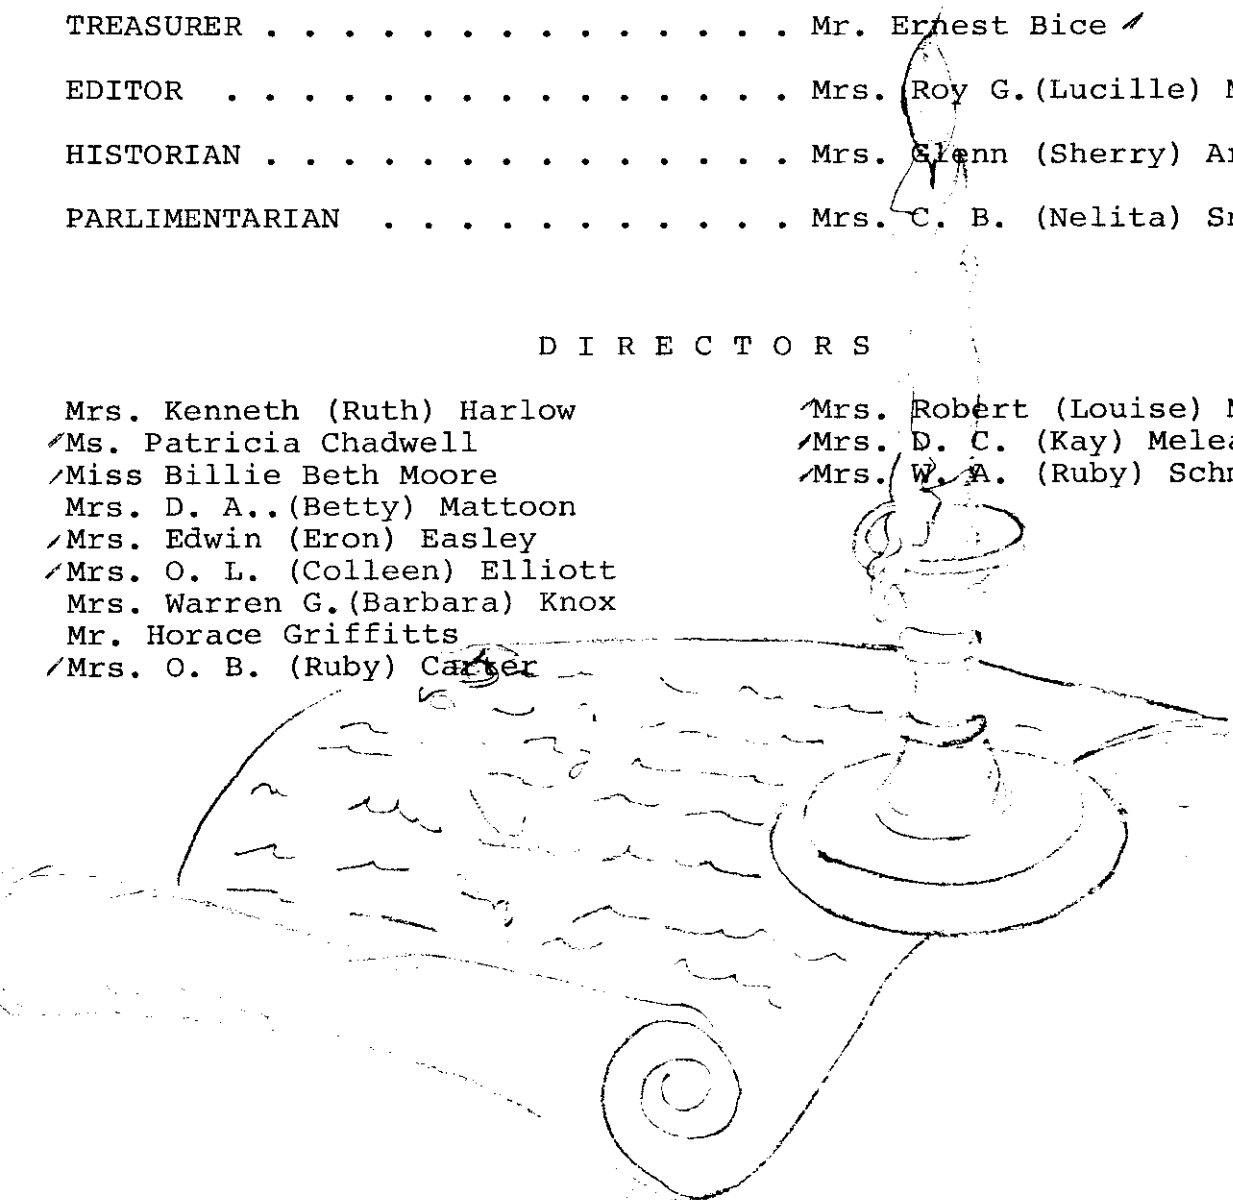 TREASURER . . . . . . . . . . . . . . . Mr. Ernest Bice
EDITOR . . . . . . . . . . . . . . . Mrs. Roy G.(Lucille)
HISTORIAN . . . . . . . . . . . . . . . Mrs. Glenn (Sherry)
PARLIMENTARIAN . . . . . . . . . . . . Mrs. C. B. (Nelita)
D I R E C T O R S
Mrs. Kenneth (Ruth) Harlow
Ms. Patricia Chadwell
Miss Billie Beth Moore
Mrs. D. A..(Betty) Mattoon
Mrs. Edwin (Eron) Easley
Mrs. O. L. (Colleen) Elliott
Mrs. Warren G.(Barbara) Knox
Mr. Horace Griffitts
Mrs. O. B. (Ruby) Carter
Mrs. Robert (Louise)
Mrs. D. C. (Kay)
Mrs. W. A. (Ruby)